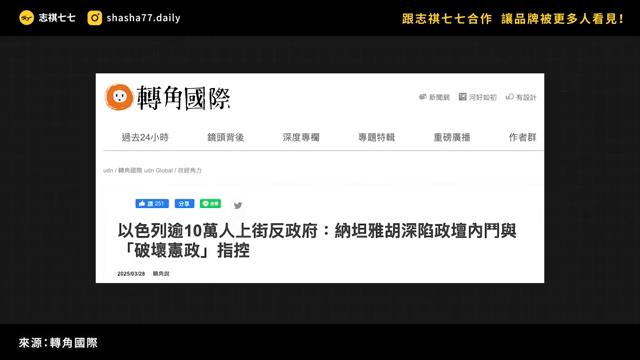 志祺七七 shasha77.daily 跟志祺七七合作 讓品牌被更多人看見!
轉角國際
新聞網 河好如初 有設計
過去24小時 鏡頭背後 深度專欄 專題特輯 重磅廣播 作者群
udn / 轉角國際 udn Global / 政經角力
讚 251 分享
以色列逾10萬人上街反政府：納坦雅胡深陷政壇內鬥與
「破壞憲政」指控
2025/03/28 轉角說
來源：轉角國際